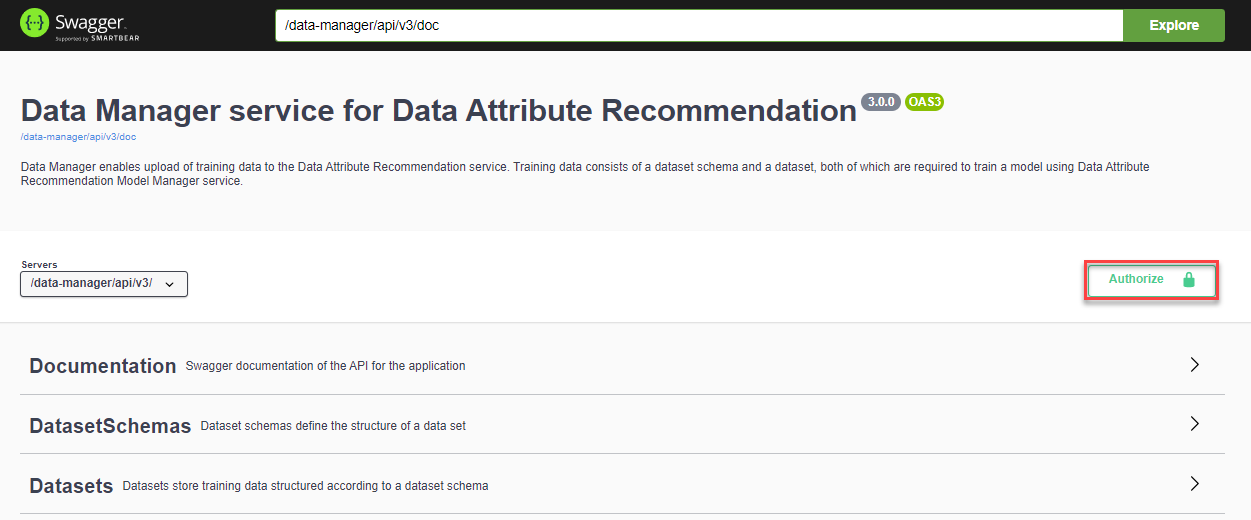 Swagger.
Supported by SMARTBEAR
/data-manager/api/v3/doc
Explore
Data Manager service for Data Attribute Recommendation 3.0.0 OAS3
/data-manager/api/v3/doc
Data Manager enables upload of training data to the Data Attribute Recommendation service. Training data consists of a dataset schema and a dataset, both of which are required to train a model using Data Attribute
Recommendation Model Manager service.
Servers
/data-manager/api/v3/
Authorize
Documentation Swagger documentation of the API for the application
DatasetSchemas Dataset schemas define the structure of a data set
Datasets Datasets store training data structured according to a dataset schema